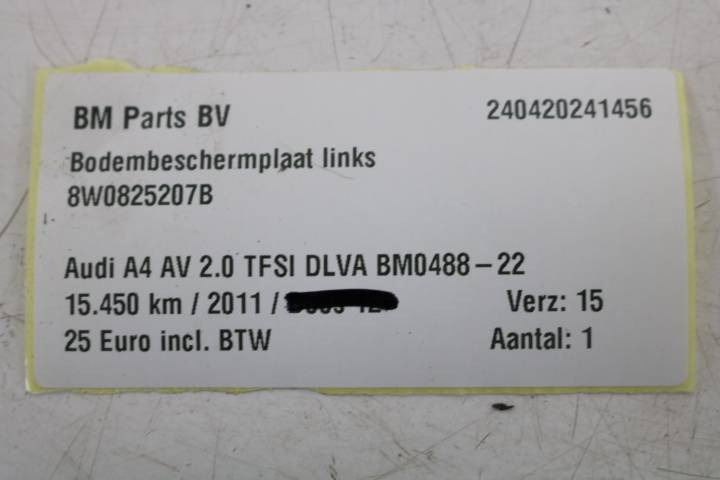 BM Parts BV 240420241456
Bodembeschermplaat links
8W0825207B
Audi A4 AV 2.0 TFSI DLVA BM0488-22
15.450 km / 2011 / Verz: 15
25 Euro incl. BTW Aantal: 1